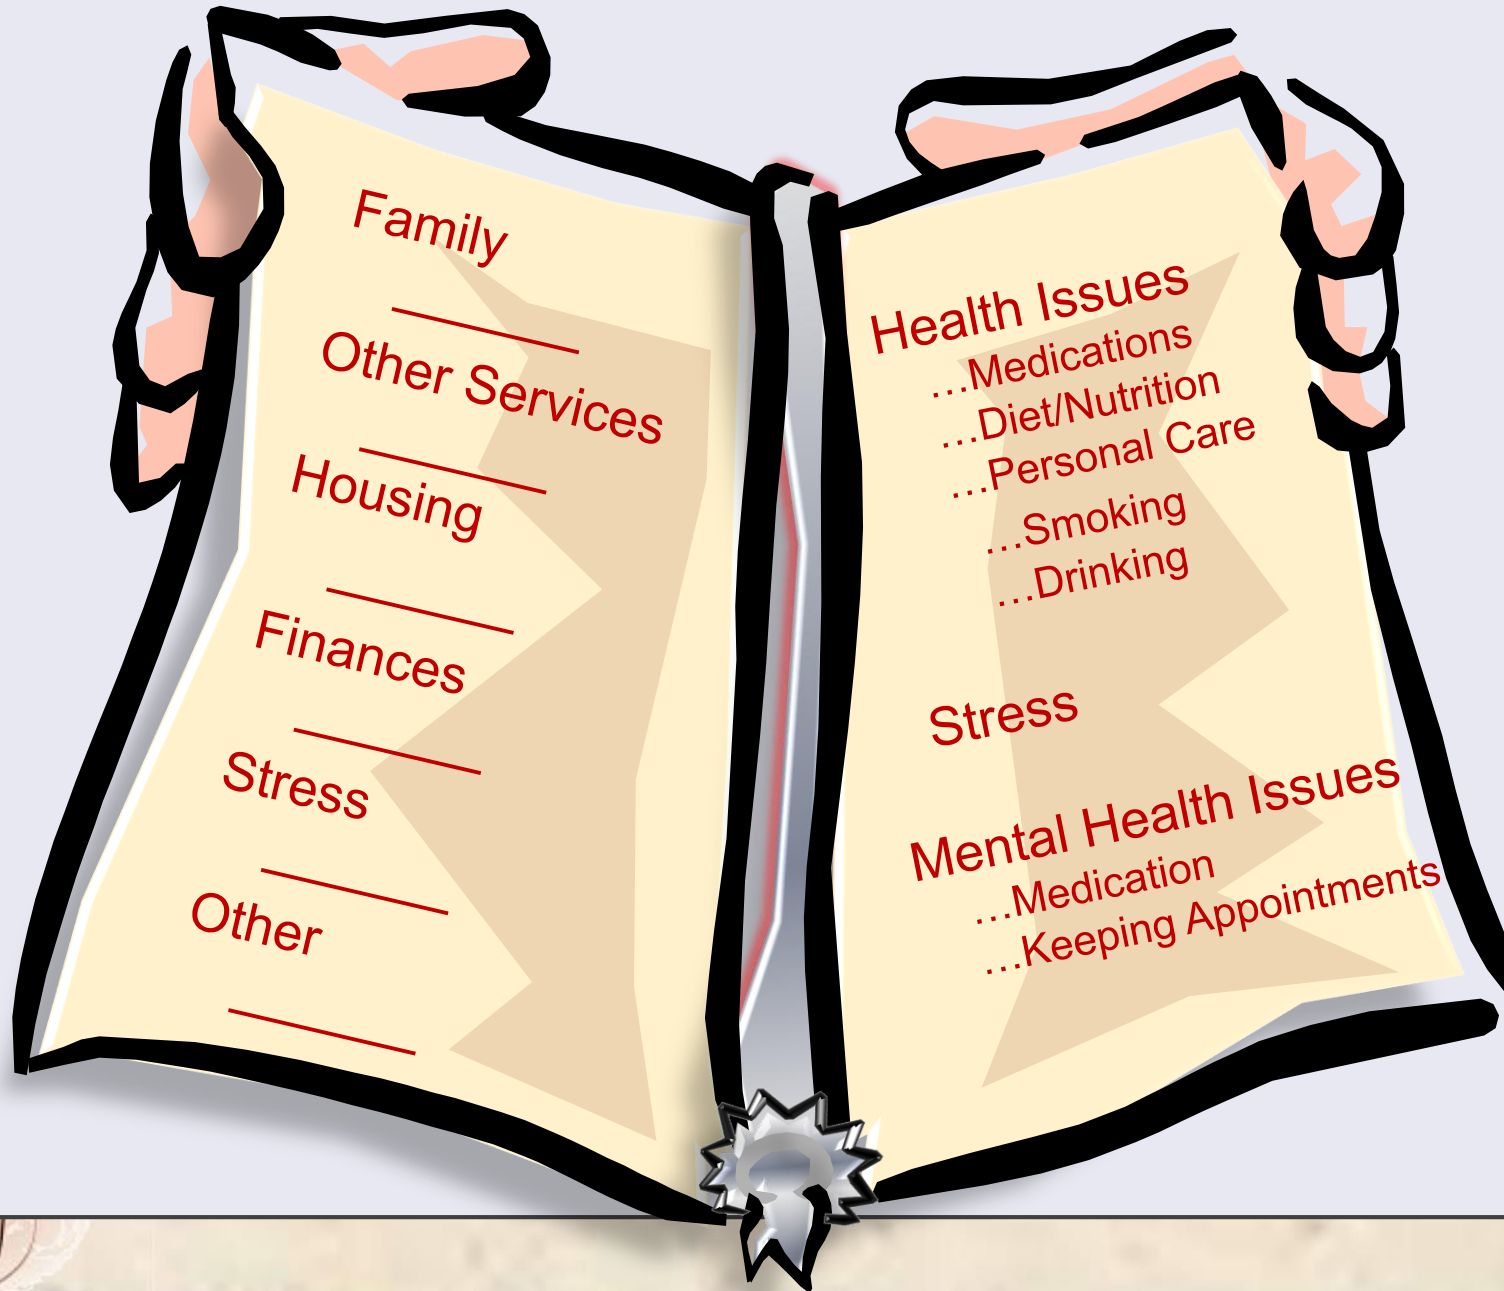 Family
Other Services
Housing
Finances
Stress
Other
Health Issues
…Medications
…Diet/Nutrition
…Personal Care
…Smoking
…Drinking
Stress
Mental Health Issues
…Medication
…Keeping Appointments